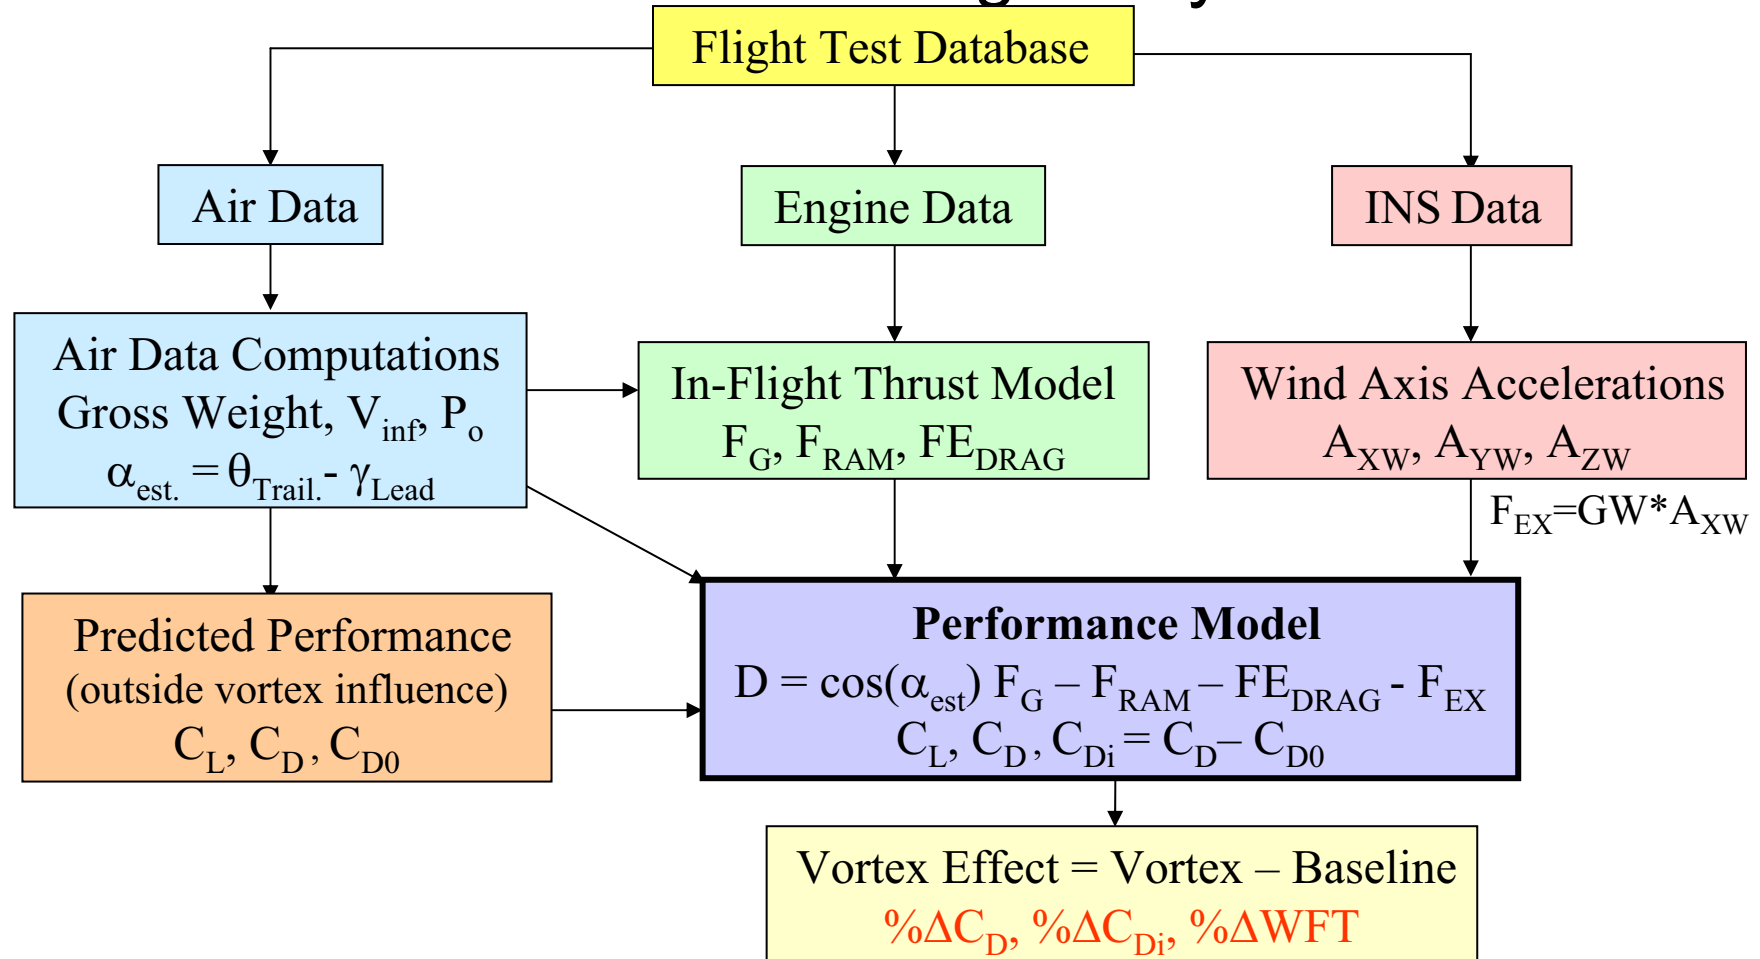 Flight Test Database
Air Data
Engine Data
INS Data
Air Data Computations
Gross Weight, V_inf, P_o
α_est. = θ_Trail. - γ_Lead
In-Flight Thrust Model
F_G, F_RAM, FE_DRAG
Wind Axis Accelerations
A_XW, A_YW, A_ZW
F_EX=GW*A_XW
Predicted Performance
(outside vortex influence)
C_L, C_D, C_D0
Performance Model
D = cos(α_est) F_G – F_RAM – FE_DRAG - F_EX
C_L, C_D, C_Di = C_D – C_D0
Vortex Effect = Vortex – Baseline
%ΔC_D, %ΔC_Di, %ΔWFT